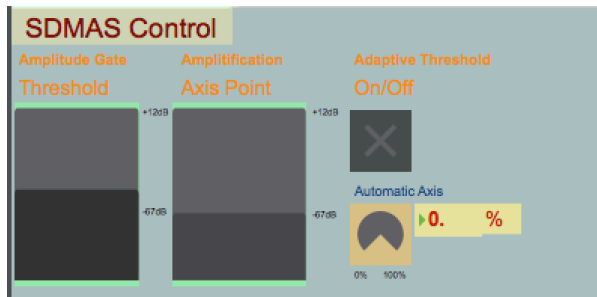 SDMAS Control
Amplitude Gate
Threshold
Amplitification
Axis Point
Adaptive Threshold
On/Off
+12dB
-67dB
+12dB
-67dB
Automatic Axis
0. %
0% 100%